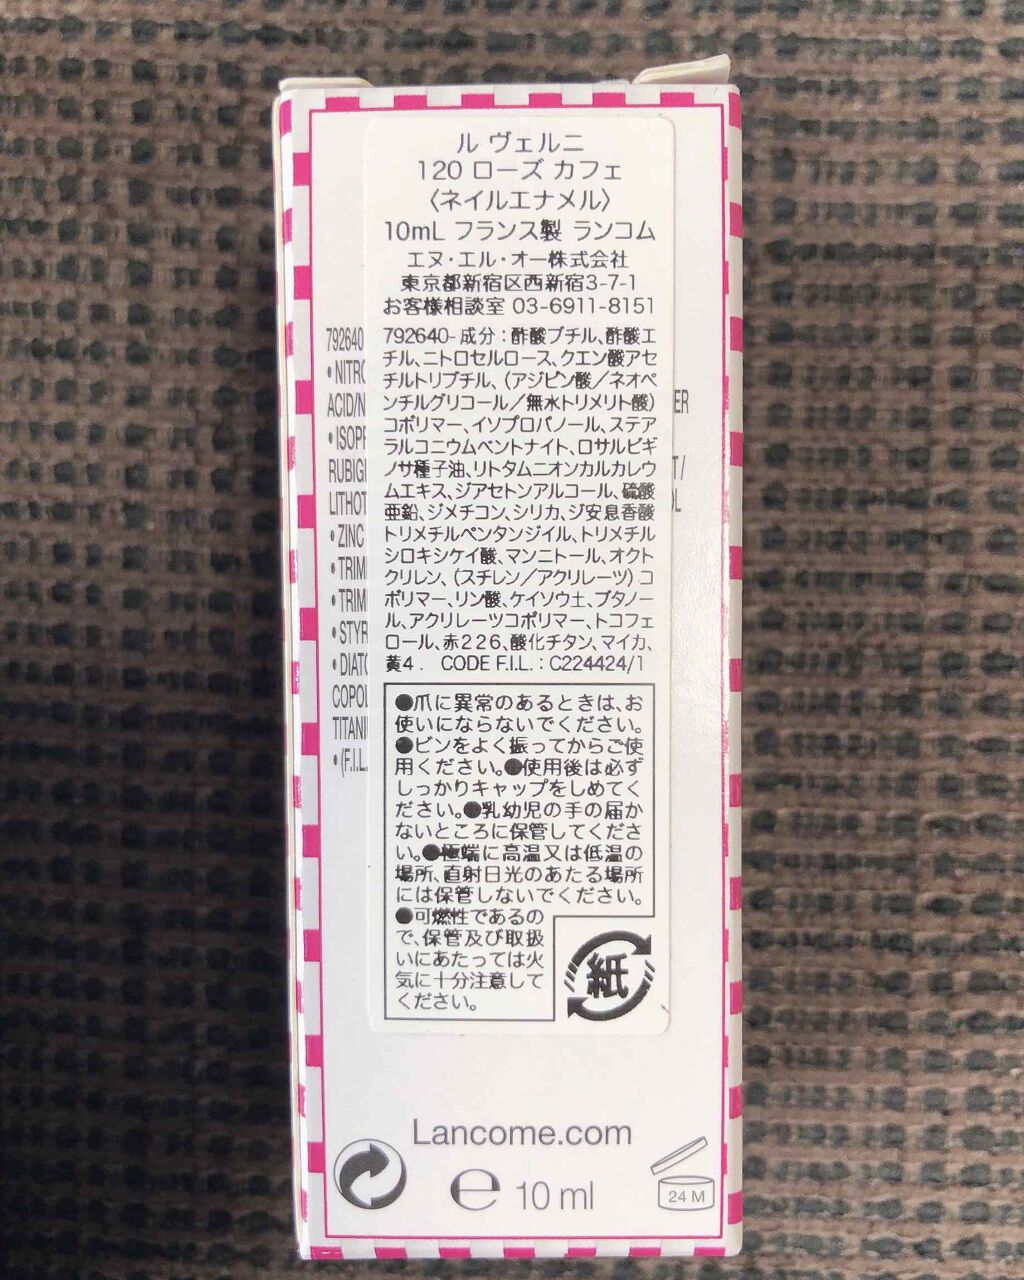 ル ヴェルニ
120 ローズ カフェ
〈ネイルエナメル〉
10mL フランス製 ランコム
エヌ・エル・オー株式会社
東京都新宿区西新宿3-7-1
お客様相談室 03-6911-8151
792640-成分：酢酸ブチル、酢酸エ
チル、ニトロセルロース、クエン酸アセ
チルトリブチル、（アジピン酸／ネオペ
ンチルグリコール／無水トリメリト酸）
コポリマー、イソプロパノール、ステア
ラルコニウムベントナイト、ロサルビギ
ノサ種子油、リトタムニオンカルカレウ
ムエキス、ジアセトンアルコール、硫酸
亜鉛、ジメチコン、シリカ、ジ安息香酸
トリメチルペンタンジイル、トリメチル
シロキシケイ酸、マンニトール、オクト
クリレン、（スチレン／アクリレーツ）コ
ポリマー、リン酸、ケイソウ土、ブタノー
ル、アクリレーツコポリマー、トコフェ
ロール、赤226、酸化チタン、マイカ、
黄4． CODE F.I.L. : C224424/1
●爪に異常のあるときは、お
使いにならないでください。
●ビンをよく振ってからご使
用ください。●使用後は必ず
しっかりキャップをしめてく
ださい。●乳幼児の手の届か
ないところに保管してくださ
い。●極端に高温又は低温の
場所、直射日光のあたる場所
には保管しないでください。
●可燃性であるの
で、保管及び取扱
いにあたっては火
気に十分注意して
ください。
紙
792640
• NITRO
ACID/N
ER
• ISOPR
RUBIGI
T/
LITHOT
OL
• ZINC
• TRIM
• TRIM
• STYR
• DIATO
COPOL
TITANI
• (F.I.L.
Lancome.com
℮ 10 ml
24 M